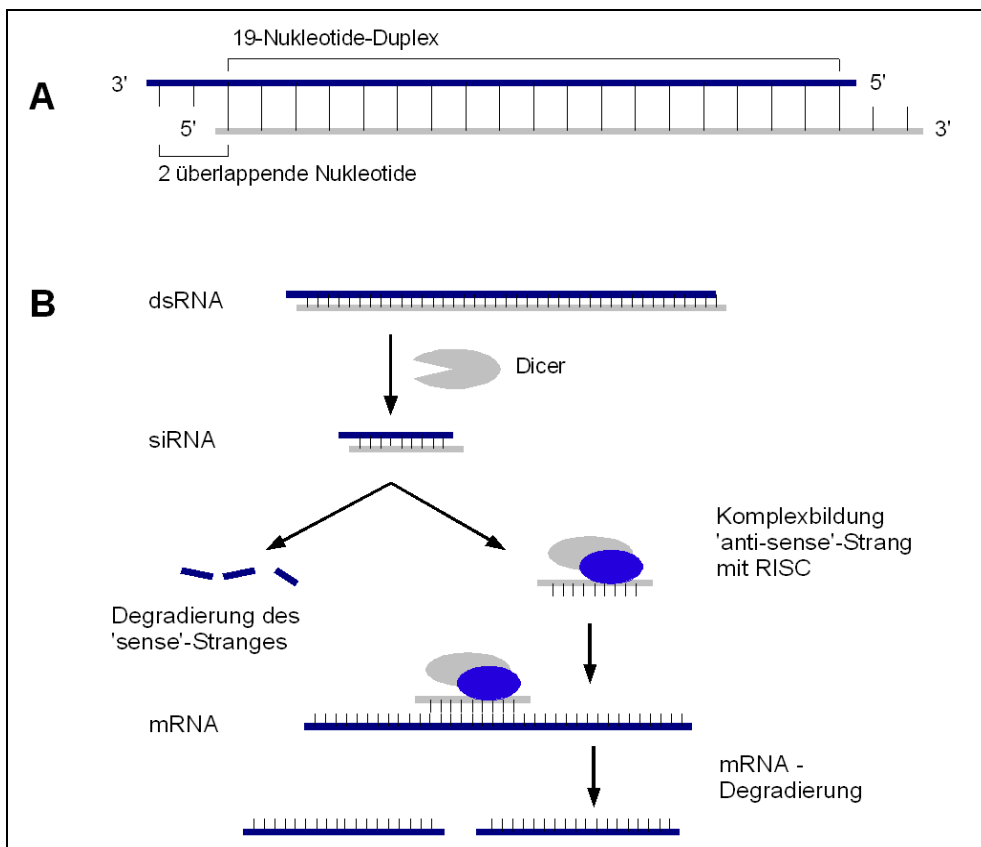 19-Nukleotide-Duplex
A
3'
5'
5'
3'
2 überlappende Nukleotide
B
dsRNA
Dicer
siRNA
Komplexbildung
'anti-sense'-Strang
mit RISC
Degradierung des
'sense'-Stranges
mRNA
mRNA -
Degradierung